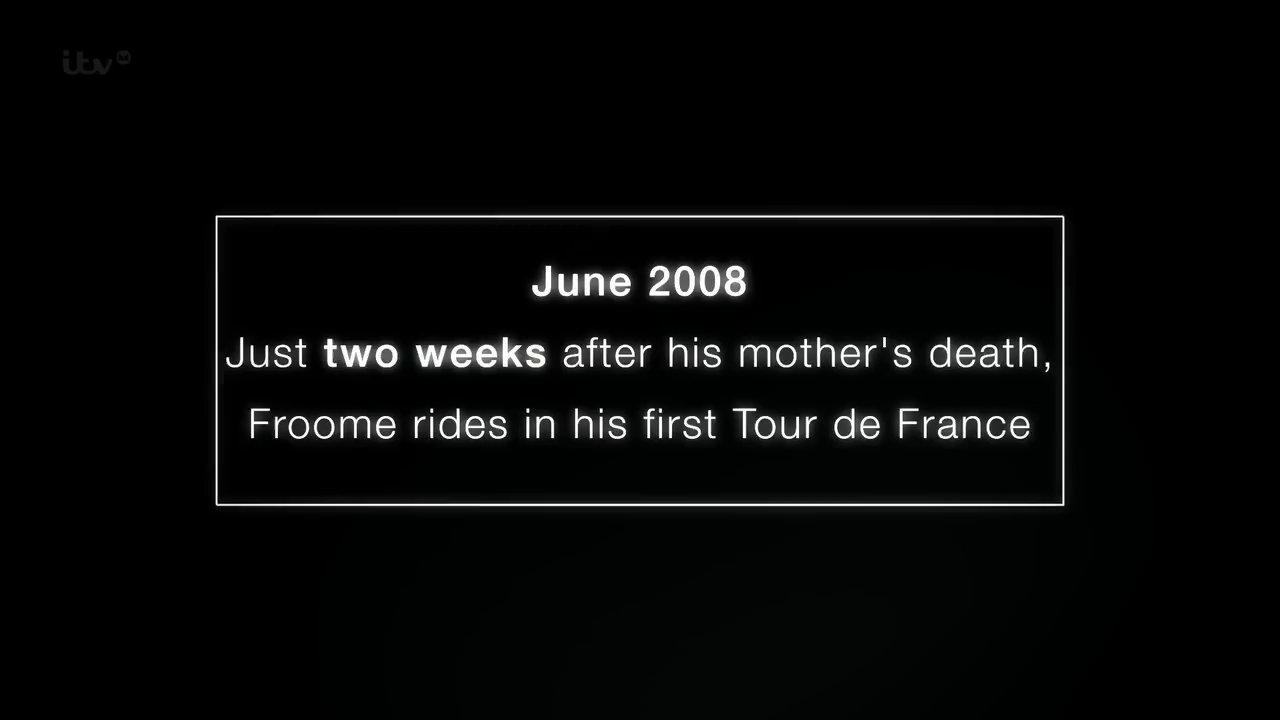 itv
June 2008
Just two weeks after his mother's death,
Froome rides in his first Tour de France